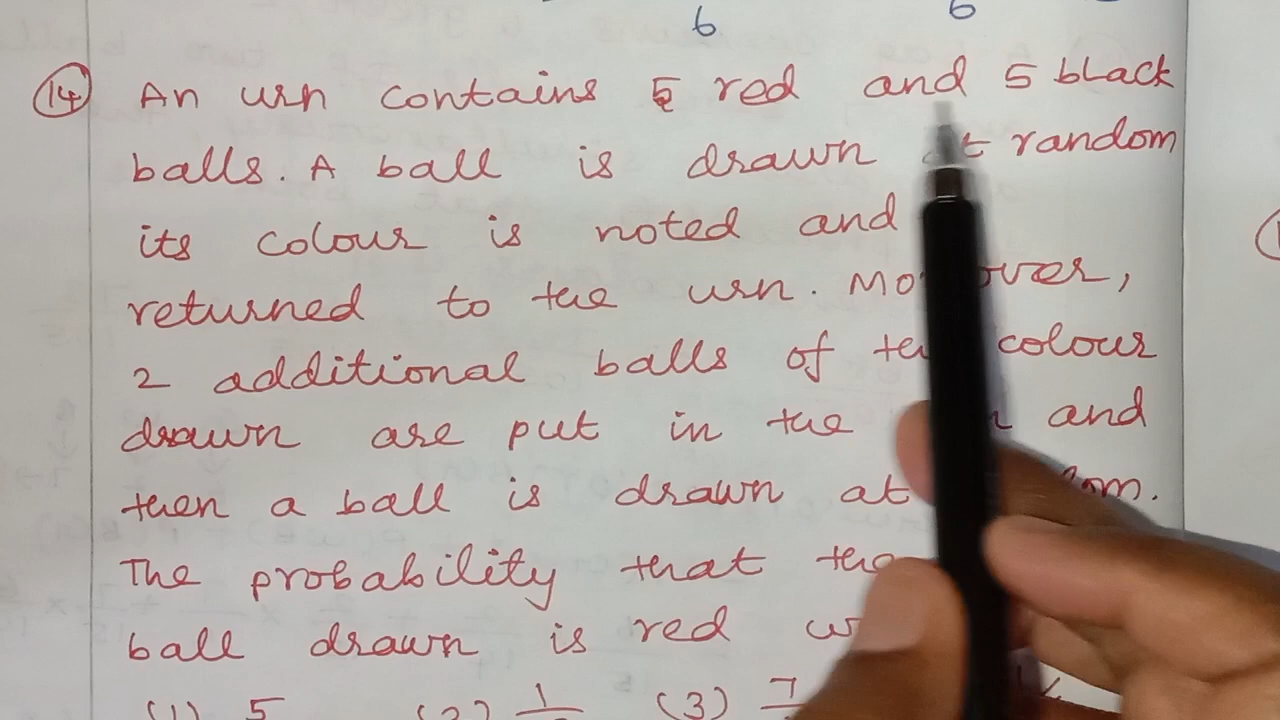 6 6
(14) An urn contains 5 red and 5 black
balls. A ball is drawn at random
its colour is noted and
returned to the urn. Moreover,
2 additional balls of the colour
drawn are put in the and
then a ball is drawn at
The probability that the
ball drawn is red
(1) 5 (2) 1 (3) 7